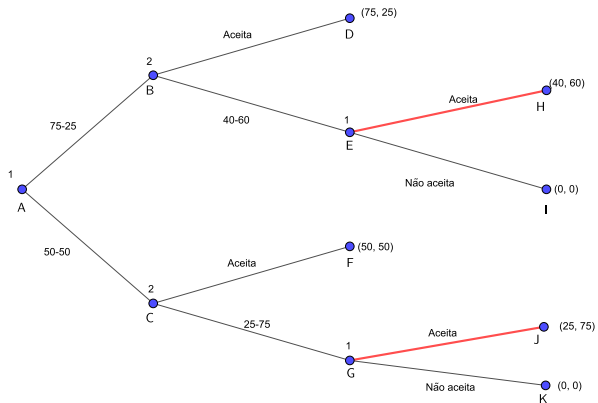 (75, 25)
Aceita
D
2
B
(40, 60)
Aceita
H
75-25
40-60
1
E
1
A
Não aceita
(0, 0)
I
50-50
Aceita
(50, 50)
F
2
C
25-75
(25, 75)
Aceita
J
1
G
Não aceita
(0, 0)
K